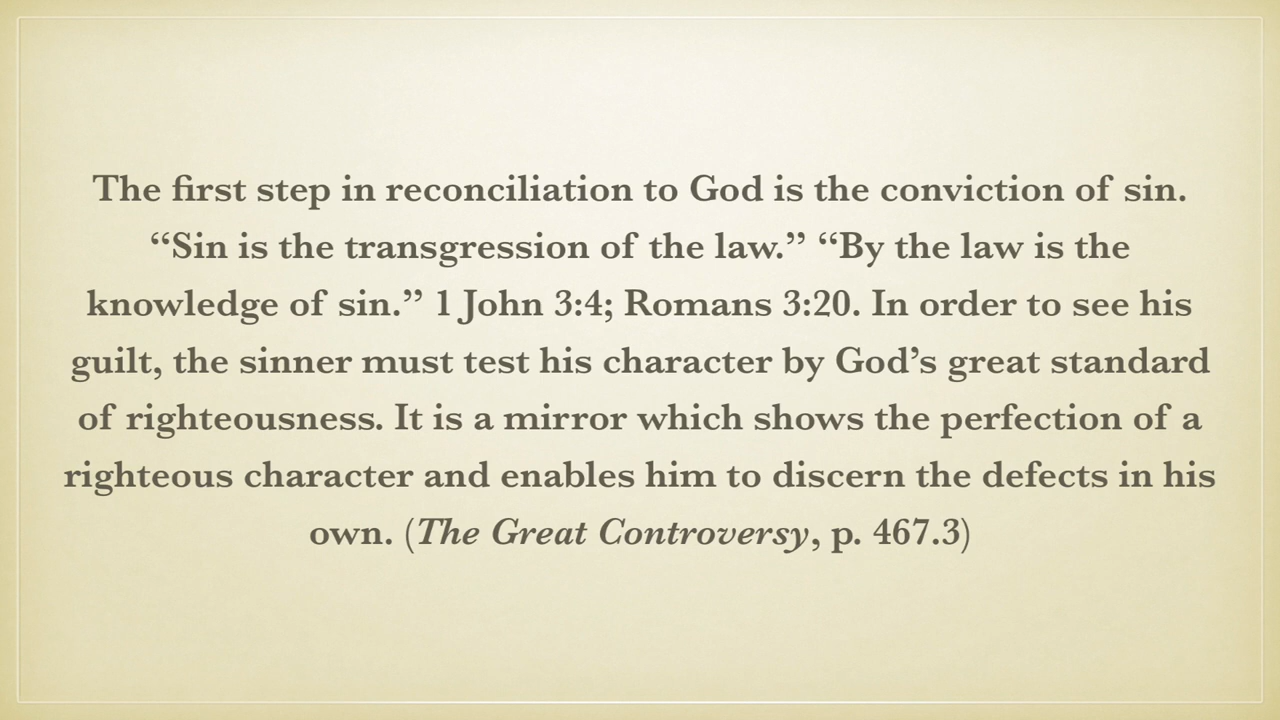 The first step in reconciliation to God is the conviction of sin.
“Sin is the transgression of the law.” “By the law is the
knowledge of sin.” 1 John 3:4; Romans 3:20. In order to see his
guilt, the sinner must test his character by God’s great standard
of righteousness. It is a mirror which shows the perfection of a
righteous character and enables him to discern the defects in his
own. (The Great Controversy, p. 467.3)